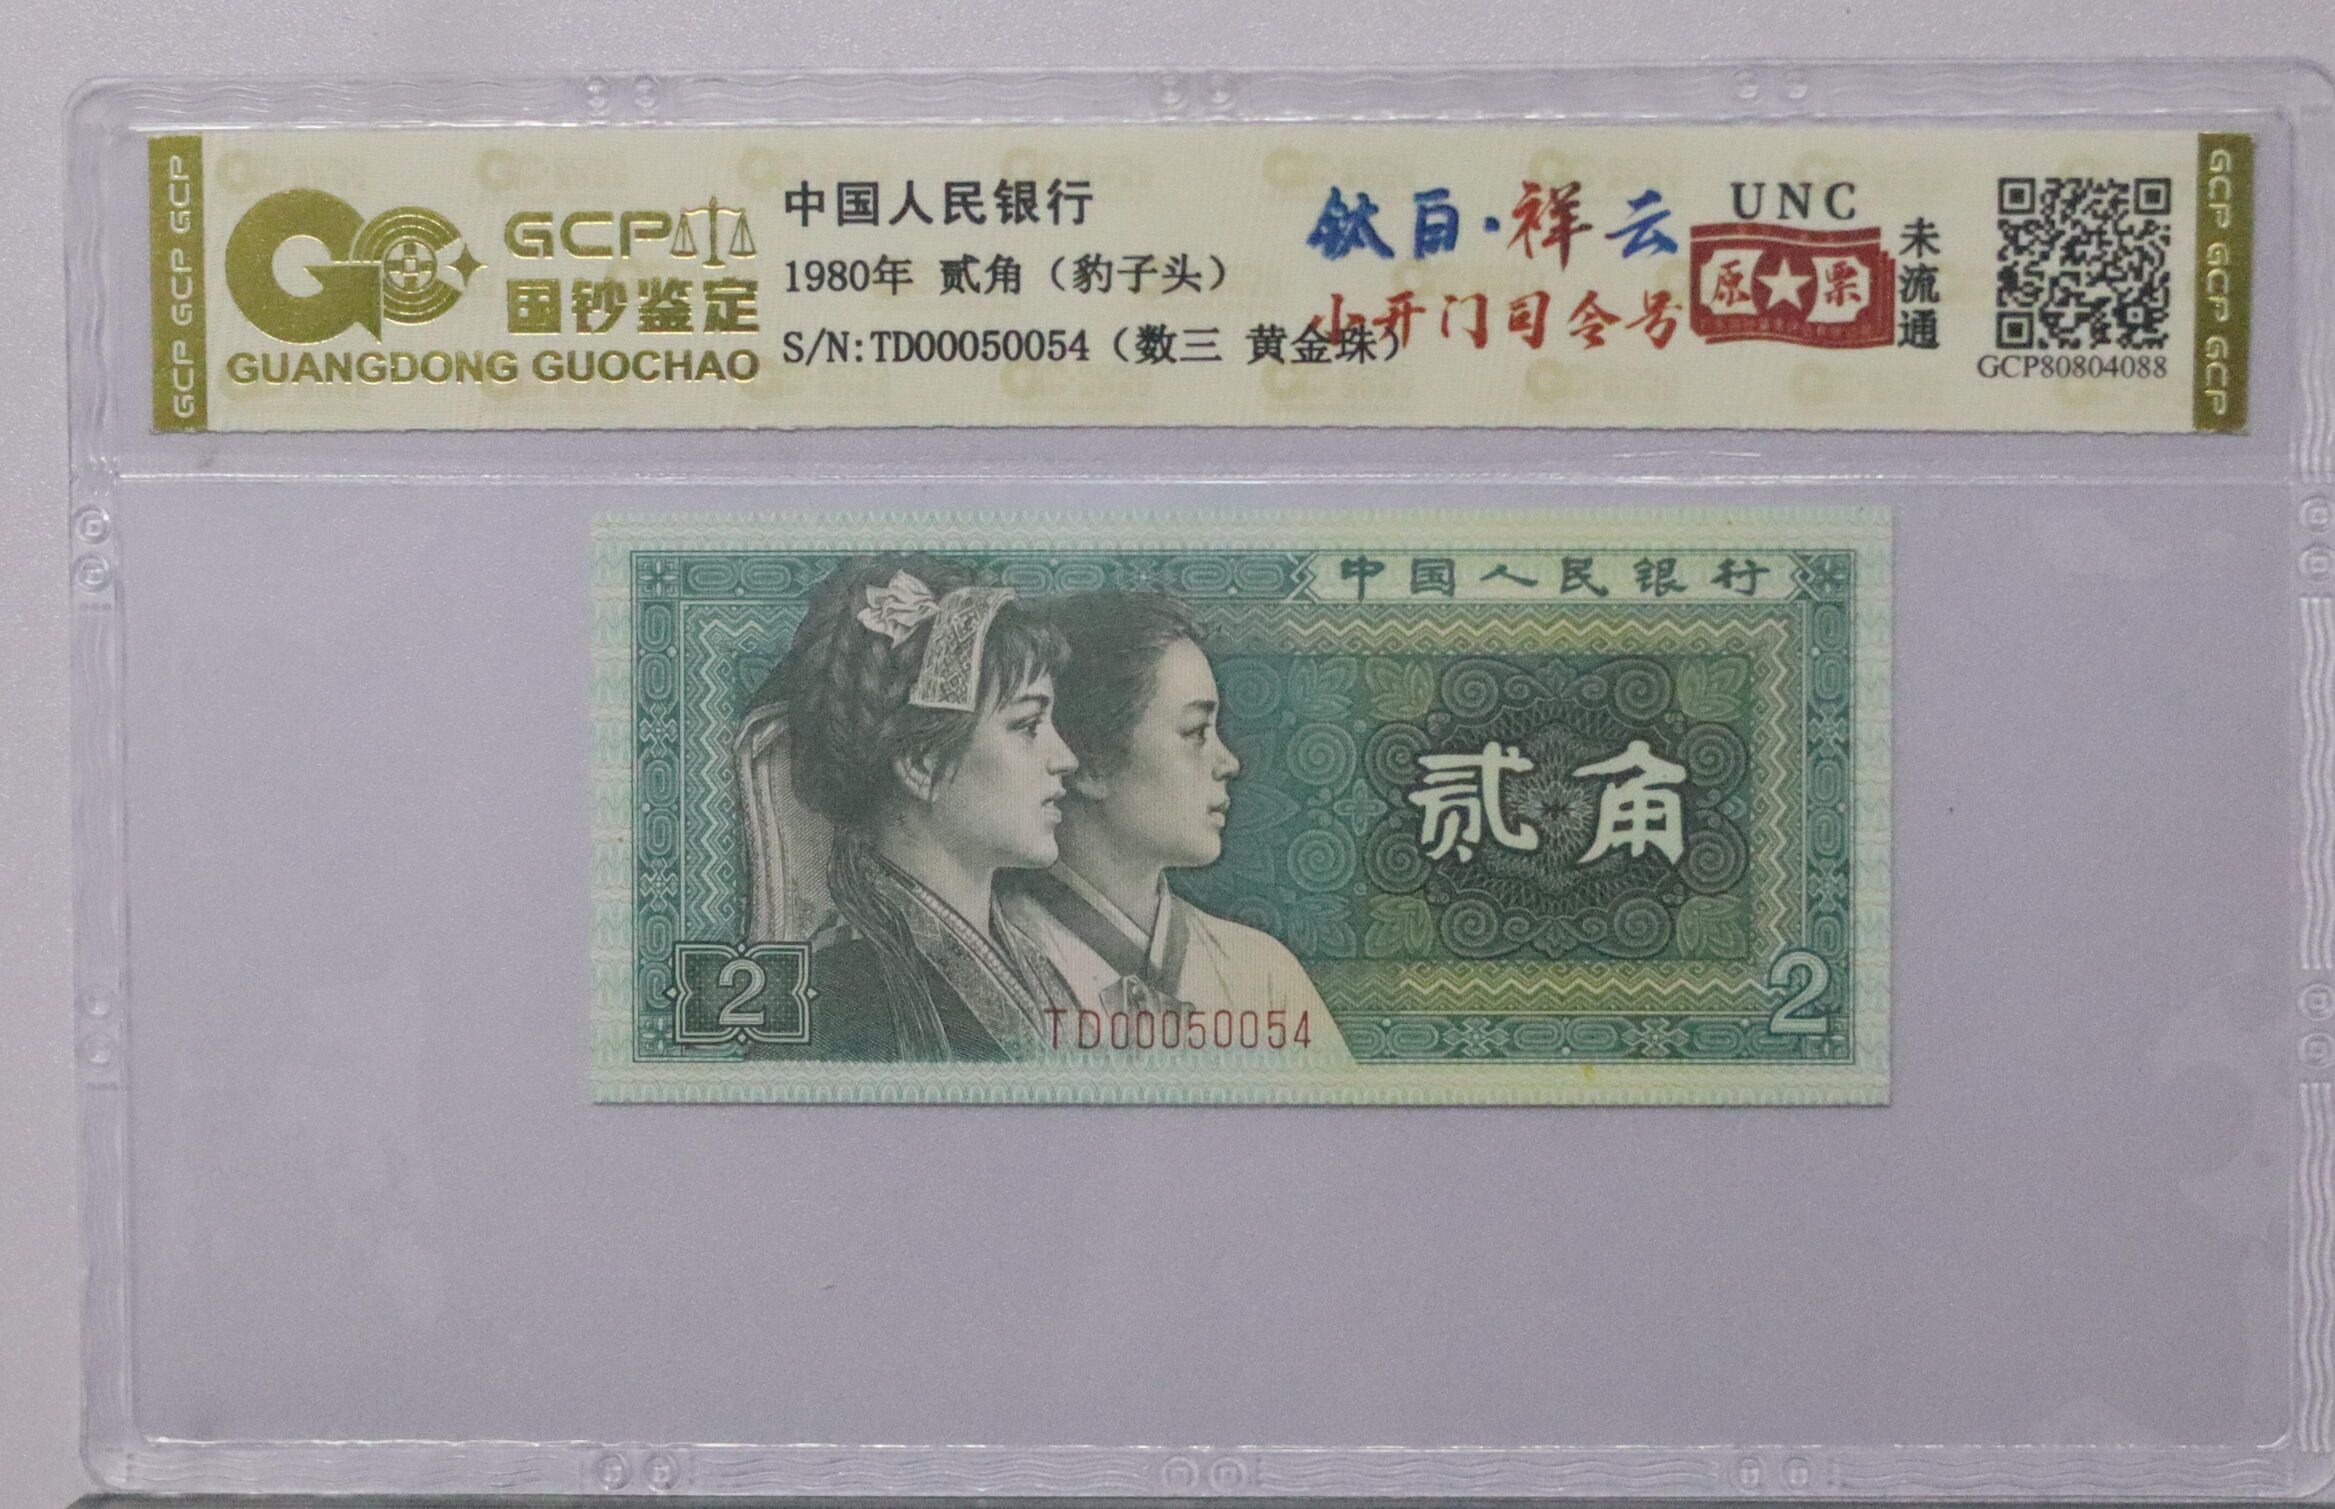 GCP GCP GCP
GCP
国钞鉴定
GUANGDONG GUOCHAO
中国人民银行
1980年 贰角（豹子头）
S/N:TD00050054（数三 黄金珠）
钛白·祥云
小开门司令号
UNC
原★票
未流通
GCP80804088
GCP GCP GCP
中国人民银行
贰角
2
TD00050054
2